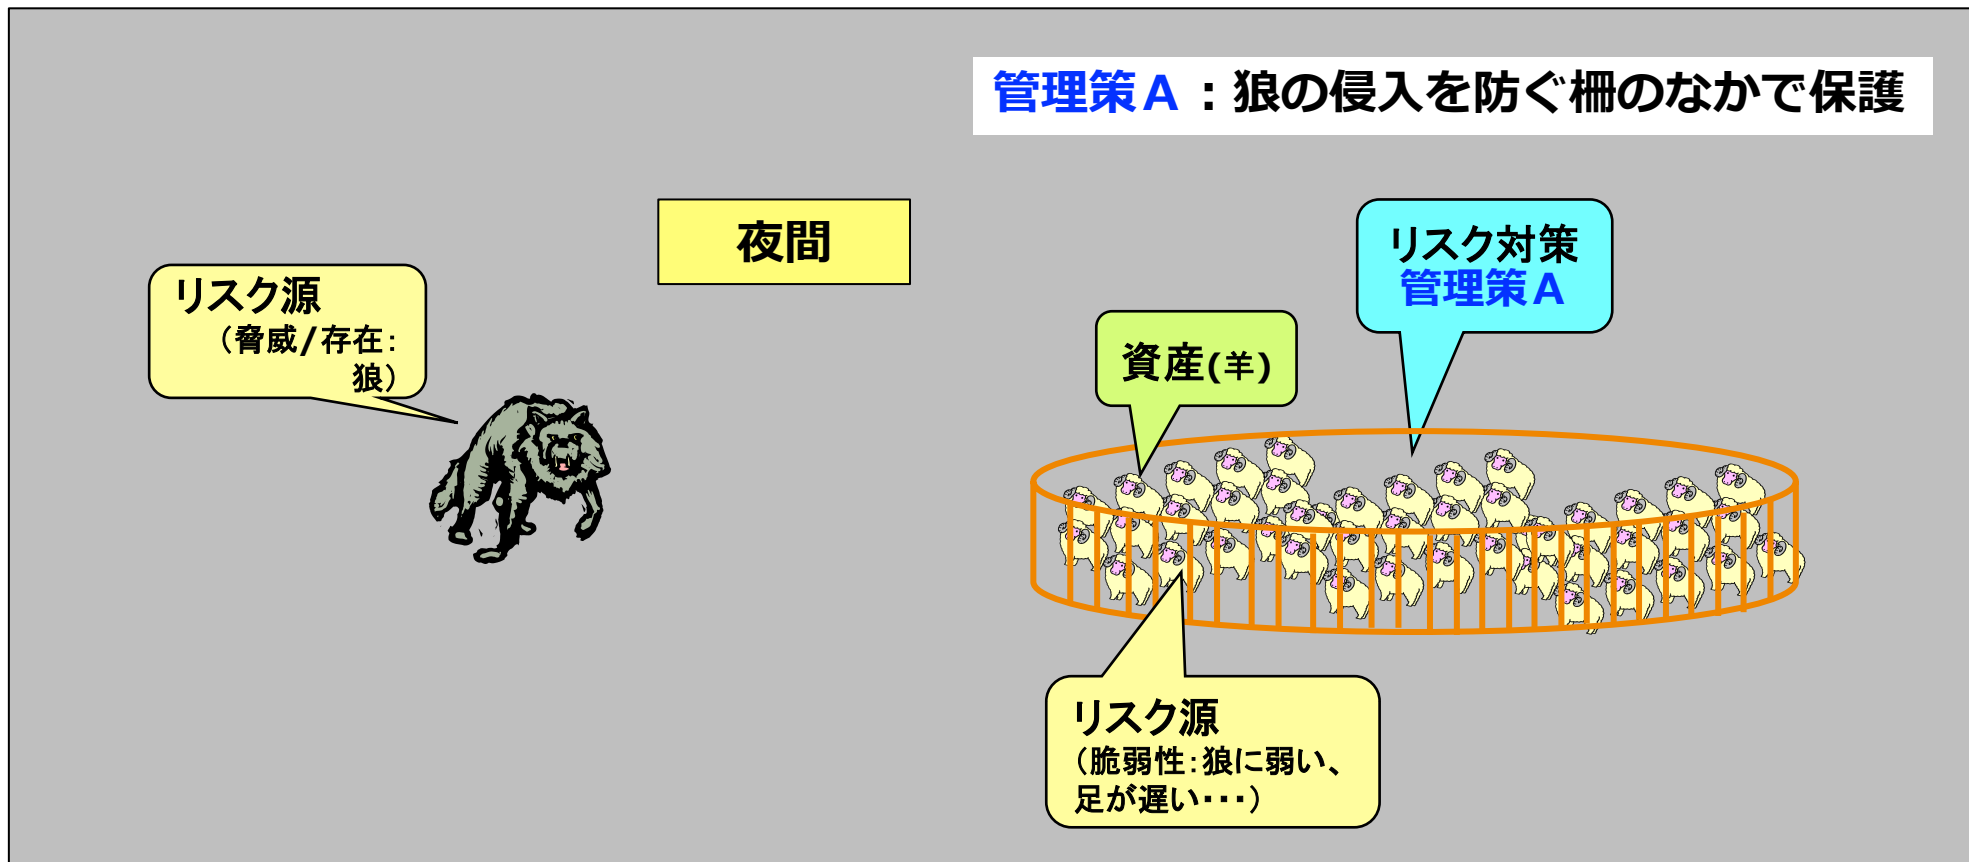 管理策A：狼の侵入を防ぐ柵のなかで保護
夜間
リスク対策
管理策A
リスク源
（脅威/存在：
狼）
資産(羊)
リスク源
（脆弱性：狼に弱い、
足が遅い・・・）